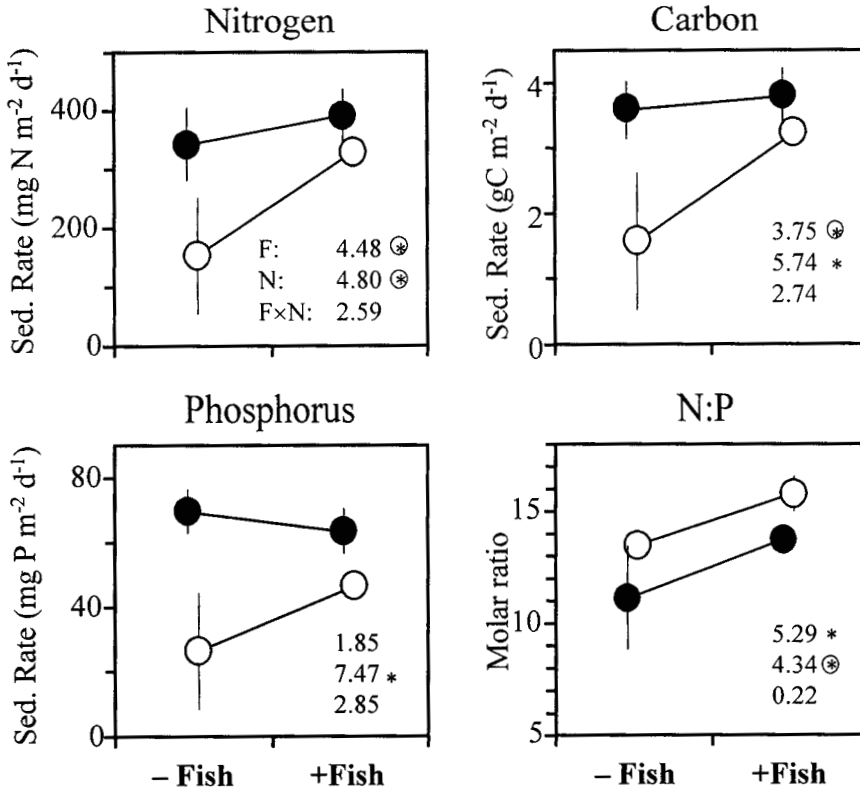 Nitrogen
Sed. Rate (mg N m⁻² d⁻¹)
400
200
0
F: 4.48 ⊛
N: 4.80 ⊛
F×N: 2.59
Carbon
Sed. Rate (gC m⁻² d⁻¹)
4
2
0
3.75 ⊛
5.74 *
2.74
Phosphorus
Sed. Rate (mg P m⁻² d⁻¹)
80
40
0
1.85
7.47 *
2.85
– Fish +Fish
N:P
Molar ratio
15
10
5
5.29 *
4.34 ⊛
0.22
– Fish +Fish